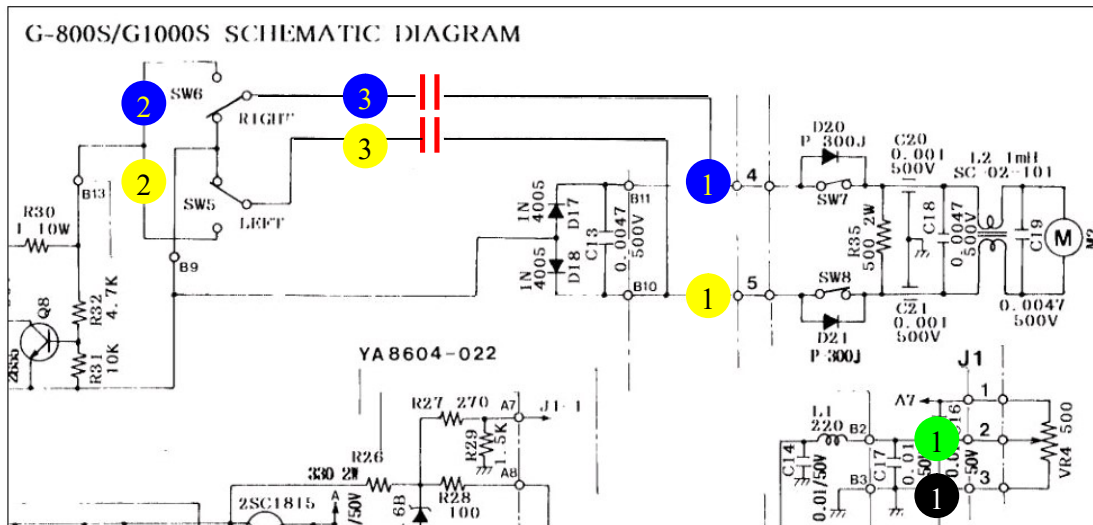 G-800S/G1000S SCHEMATIC DIAGRAM
SW6
RIGHT
SW5
LEFT
2
2
3
3
B13
B9
R30
1 10W
R32
4.7K
R31
10K
Q8
1N
4005
D17
1N
4005
D18
C13
0.0047
500V
B11
B10
1
1
4
5
D20
P 300J
SW7
SW8
D21
P-300J
R35
500 2W
C20
0.001
500V
C21
0.001
500V
C18
0.0047
500V
L2 1mH
SC-02-101
C19
0.0047
500V
M
YA8604-022
R27 270
A7
J1-1
R29
1.5K
R26
330 2W
R28
100
A8
2SC1815
A
6B
J1
A7
1
2
3
L1
220
B2
B3
C14
0.01/50V
C17
0.01
1
1
VR4 500